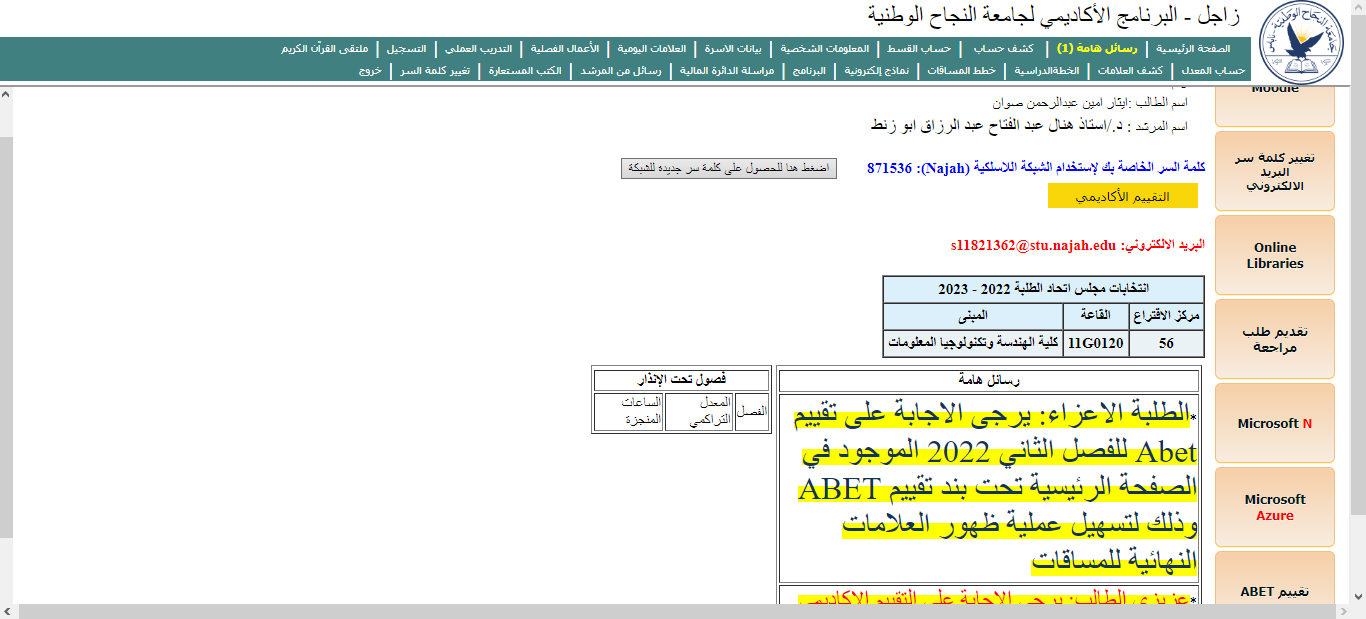 زاجل - البرنامج الأكاديمي لجامعة النجاح الوطنية
الصفحة الرئيسية | رسائل هامة (1) | كشف حساب | حساب القسط | المعلومات الشخصية | بيانات الاسرة | العلامات اليومية | الأعمال الفصلية | التدريب العملي | التسجيل | ملتقى القرآن الكريم
حساب المعدل | كشف العلامات | الخطةالدراسية | خطط المساقات | نماذج إلكترونية | البرنامج | مراسلة الدائرة المالية | رسائل من المرشد | الكتب المستعارة | تغيير كلمة السر | خروج
Moodle
تغيير كلمة سر
البريد
الالكتروني
Online
Libraries
تقديم طلب
مراجعة
Microsoft N
Microsoft
Azure
تقييم ABET
اسم الطالب :ايثار امين عبدالرحمن صوان
اسم المرشد : د./استاذ هنال عبد الفتاح عبد الرزاق ابو زنط
كلمة السر الخاصة بك لإستخدام الشبكة اللاسلكية (Najah): 871536
اضغط هنا للحصول على كلمة سر جديدة للشبكة
التقييم الأكاديمي
البريد الالكتروني: s11821362@stu.najah.edu
انتخابات مجلس اتحاد الطلبة 2022 - 2023
مركز الاقتراع القاعة المبنى
56 11G0120 كلية الهندسة وتكنولوجيا المعلومات
رسائل هامة
*الطلبة الاعزاء: يرجى الاجابة على تقييم
Abet للفصل الثاني 2022 الموجود في
الصفحة الرئيسية تحت بند تقييم ABET
وذلك لتسهيل عملية ظهور العلامات
النهائية للمساقات
*عزيزي الطالب: يرجى الاجابة على التقييم الاكاديمي
فصول تحت الإنذار
الفصل المعدل التراكمي الساعات المنجزة